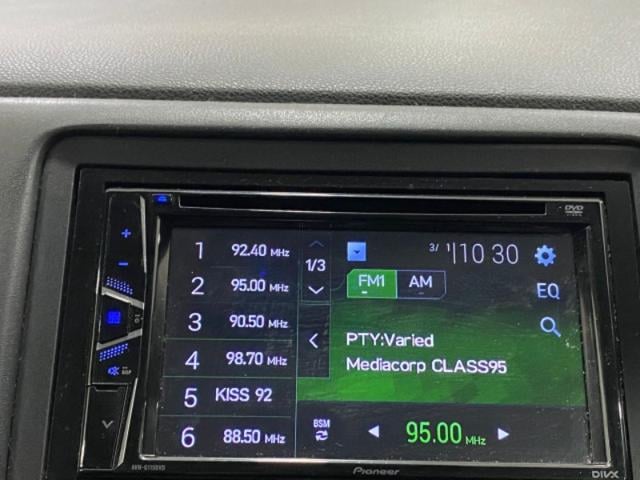 DVD
1 92.40 MHz
2 95.00 MHz
3 90.50 MHz
4 98.70 MHz
5 KISS 92
6 88.50 MHz
1/3
3/ 1 10 30
FM1 AM
EQ
PTY:Varied
Mediacorp CLASS95
BSM
95.00 MHz
DISP
Pioneer
DIVX